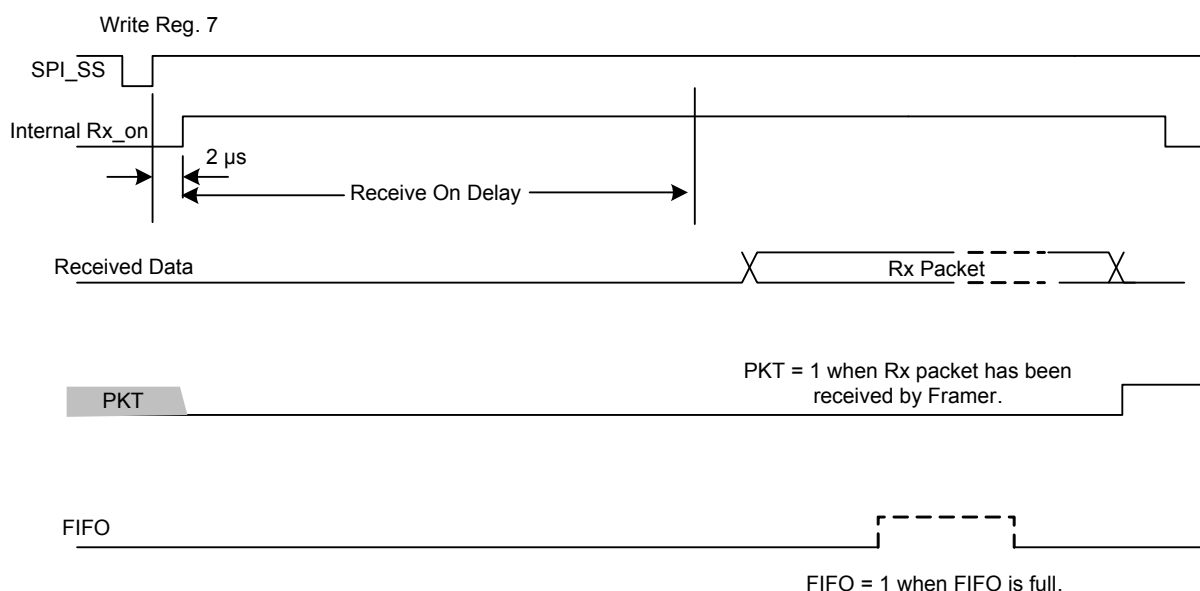 Write Reg. 7
SPI_SS
Internal Rx_on
2 µs
Receive On Delay
Received Data
Rx Packet
PKT = 1 when Rx packet has been
received by Framer.
PKT
FIFO
FIFO = 1 when FIFO is full.